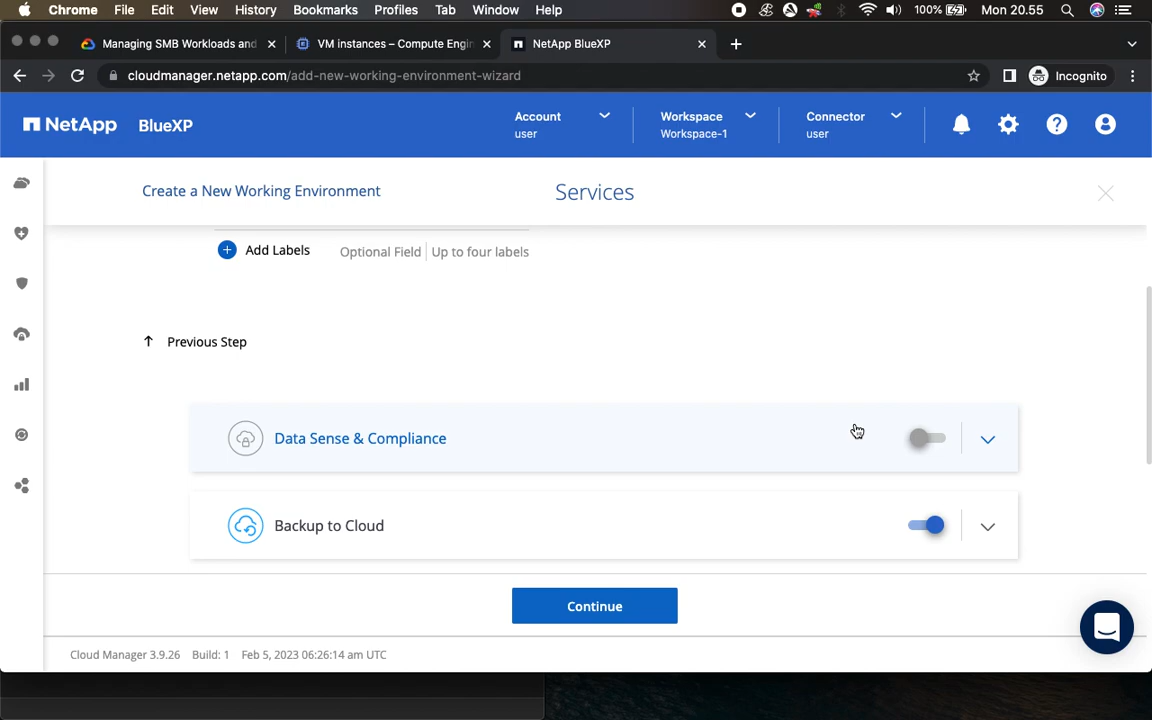 Chrome File Edit View History Bookmarks Profiles Tab Window Help 100% Mon 20.55
Managing SMB Workloads and VM instances – Compute Engin NetApp BlueXP
cloudmanager.netapp.com/add-new-working-environment-wizard Incognito
NetApp BlueXP
Account
user
Workspace
Workspace-1
Connector
user
Create a New Working Environment
Services
Add Labels Optional Field Up to four labels
Previous Step
Data Sense & Compliance
Backup to Cloud
Continue
Cloud Manager 3.9.26 Build: 1 Feb 5, 2023 06:26:14 am UTC